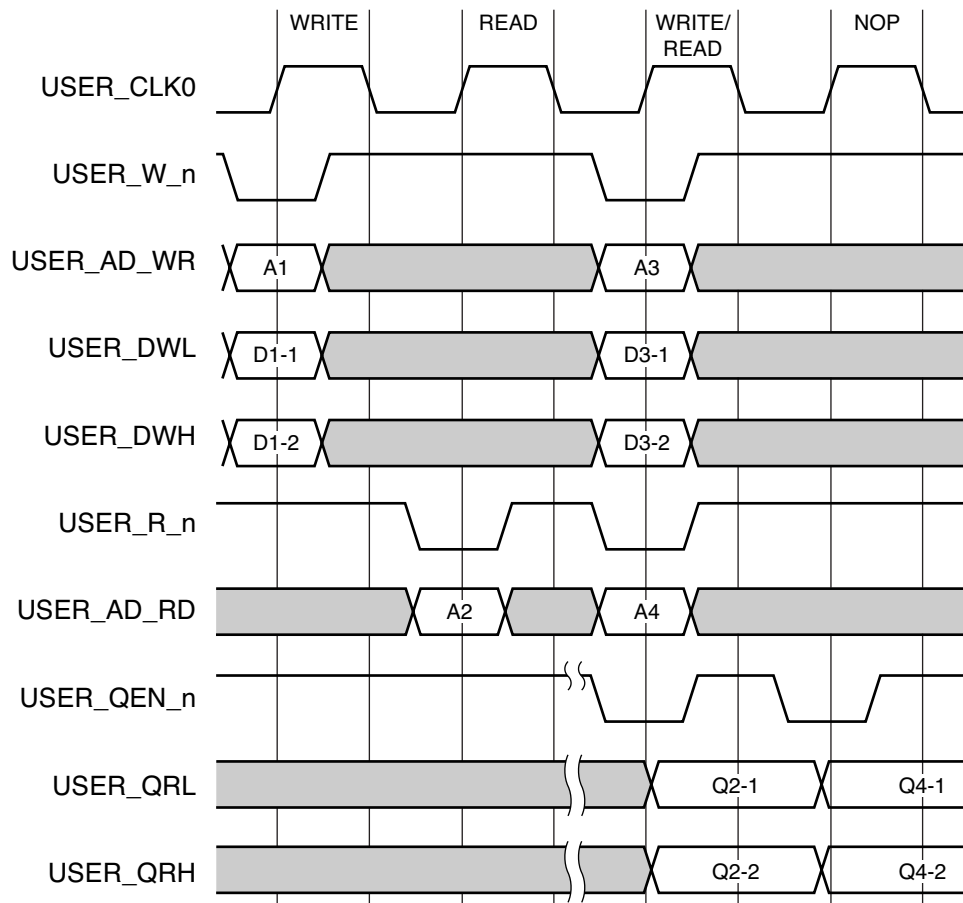 WRITE READ WRITE/ NOP
READ
USER_CLK0
USER_W_n
USER_AD_WR A1 A3
USER_DWL D1-1 D3-1
USER_DWH D1-2 D3-2
USER_R_n
USER_AD_RD A2 A4
USER_QEN_n
USER_QRL Q2-1 Q4-1
USER_QRH Q2-2 Q4-2